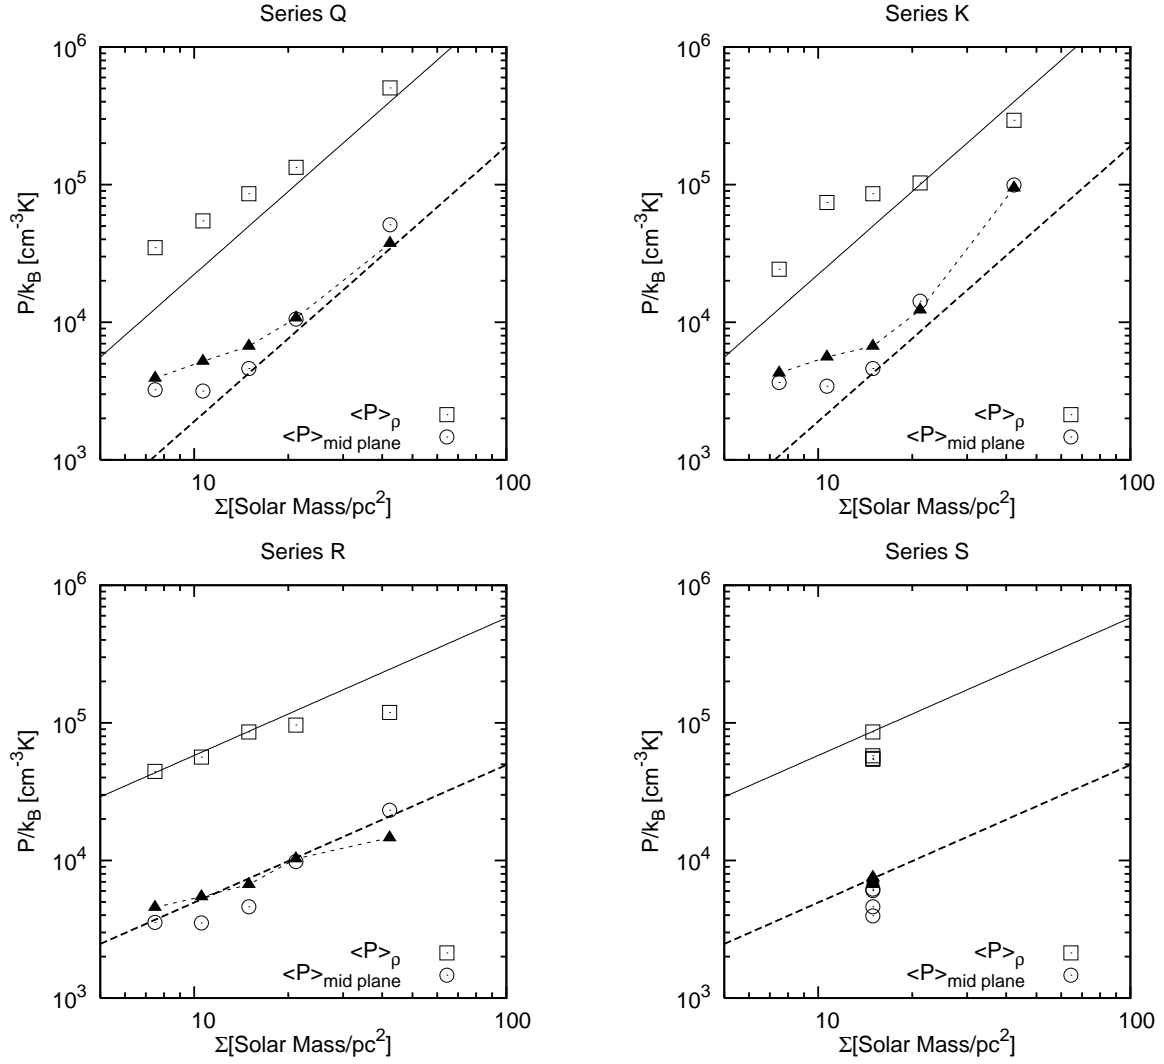 Series Q
10^6
10^5
10^4
10^3
P/k_B [cm^-3K]
<P>_ρ
<P>_mid plane
10
100
Σ[Solar Mass/pc^2]
Series K
10^6
10^5
10^4
10^3
P/k_B [cm^-3K]
<P>_ρ
<P>_mid plane
10
100
Σ[Solar Mass/pc^2]
Series R
10^6
10^5
10^4
10^3
P/k_B [cm^-3K]
<P>_ρ
<P>_mid plane
10
100
Σ[Solar Mass/pc^2]
Series S
10^6
10^5
10^4
10^3
P/k_B [cm^-3K]
<P>_ρ
<P>_mid plane
10
100
Σ[Solar Mass/pc^2]